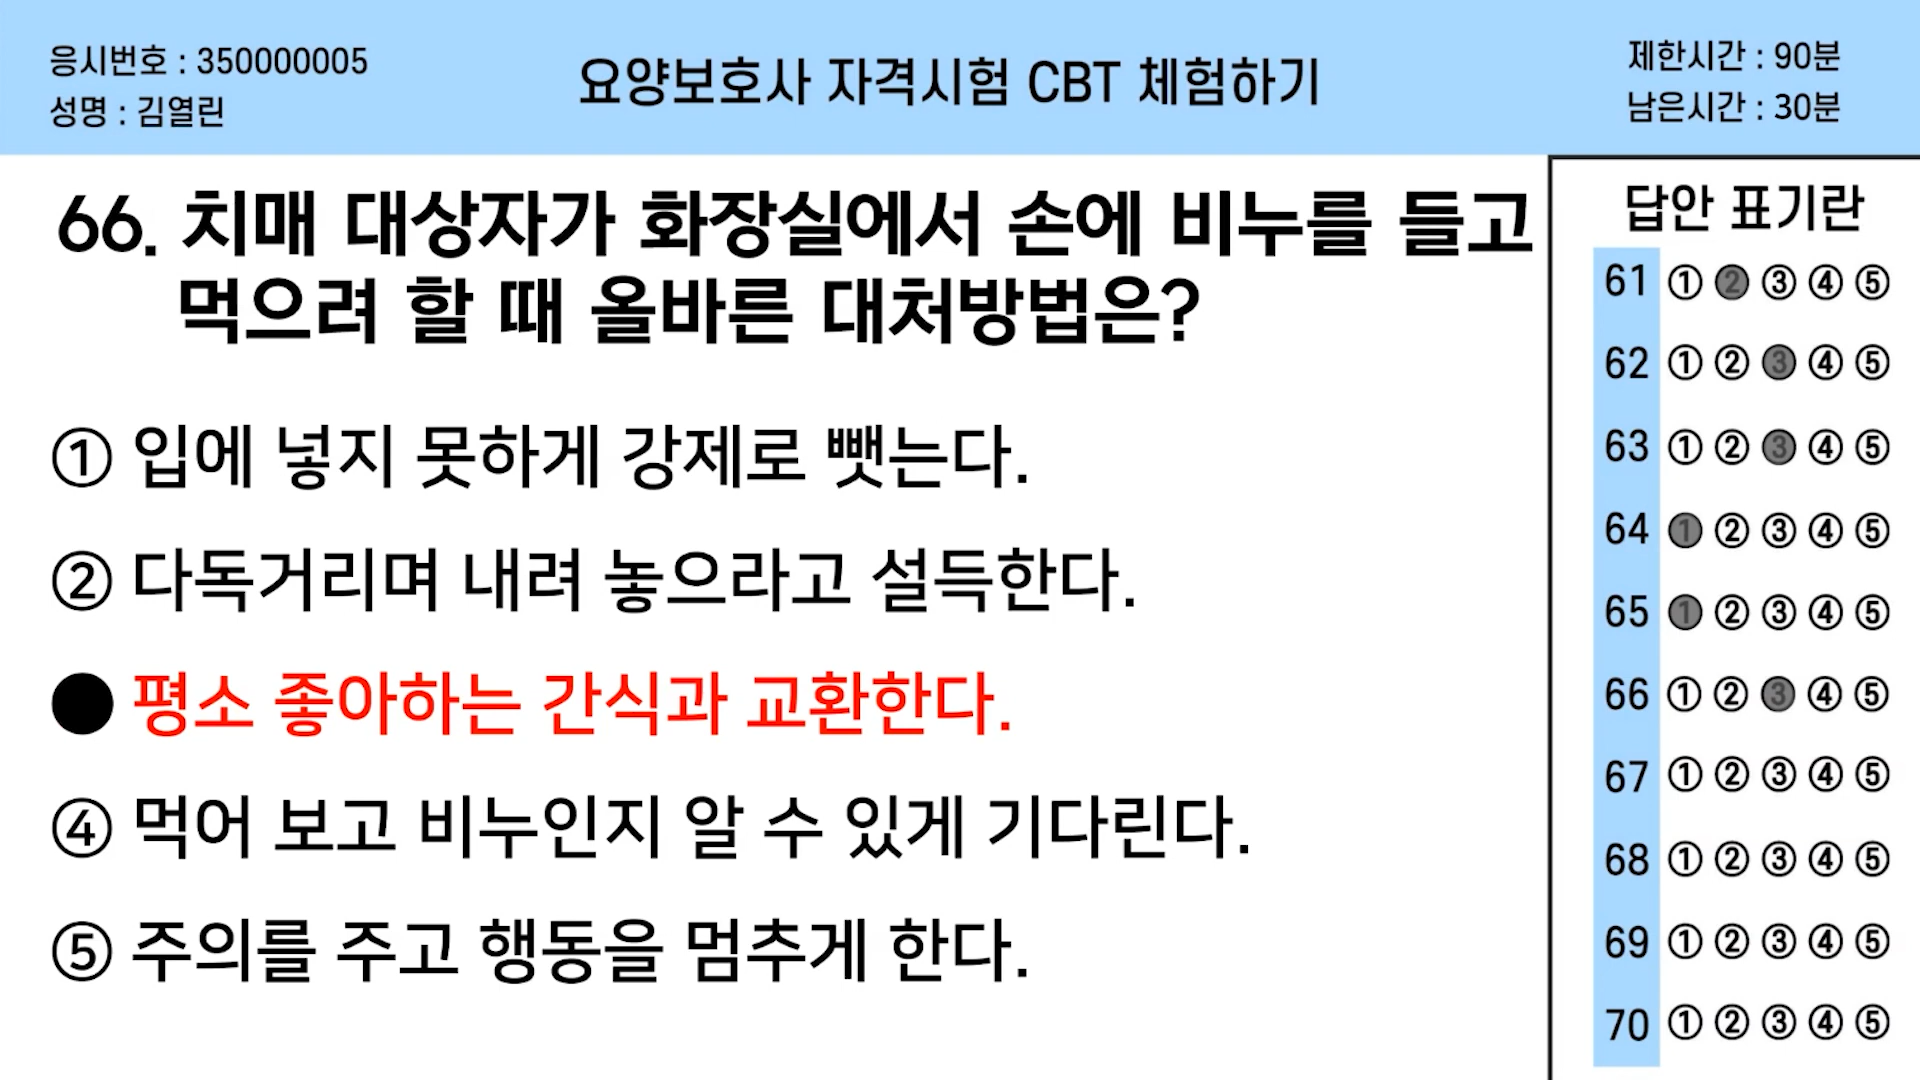 응시번호 : 350000005
성명 : 김열린
요양보호사 자격시험 CBT 체험하기
제한시간 : 90분
남은시간 : 30분
66. 치매 대상자가 화장실에서 손에 비누를 들고
먹으려 할 때 올바른 대처방법은?
① 입에 넣지 못하게 강제로 뺏는다.
② 다독거리며 내려 놓으라고 설득한다.
● 평소 좋아하는 간식과 교환한다.
④ 먹어 보고 비누인지 알 수 있게 기다린다.
⑤ 주의를 주고 행동을 멈추게 한다.
답안 표기란
61 ① ② ③ ④ ⑤
62 ① ② ③ ④ ⑤
63 ① ② ③ ④ ⑤
64 ① ② ③ ④ ⑤
65 ① ② ③ ④ ⑤
66 ① ② ③ ④ ⑤
67 ① ② ③ ④ ⑤
68 ① ② ③ ④ ⑤
69 ① ② ③ ④ ⑤
70 ① ② ③ ④ ⑤